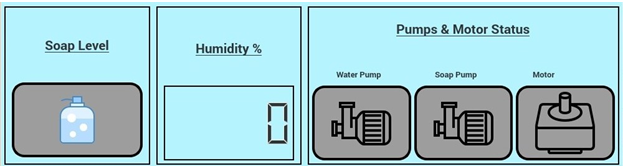 Soap Level
Humidity %
0
Pumps & Motor Status
Water Pump
Soap Pump
Motor